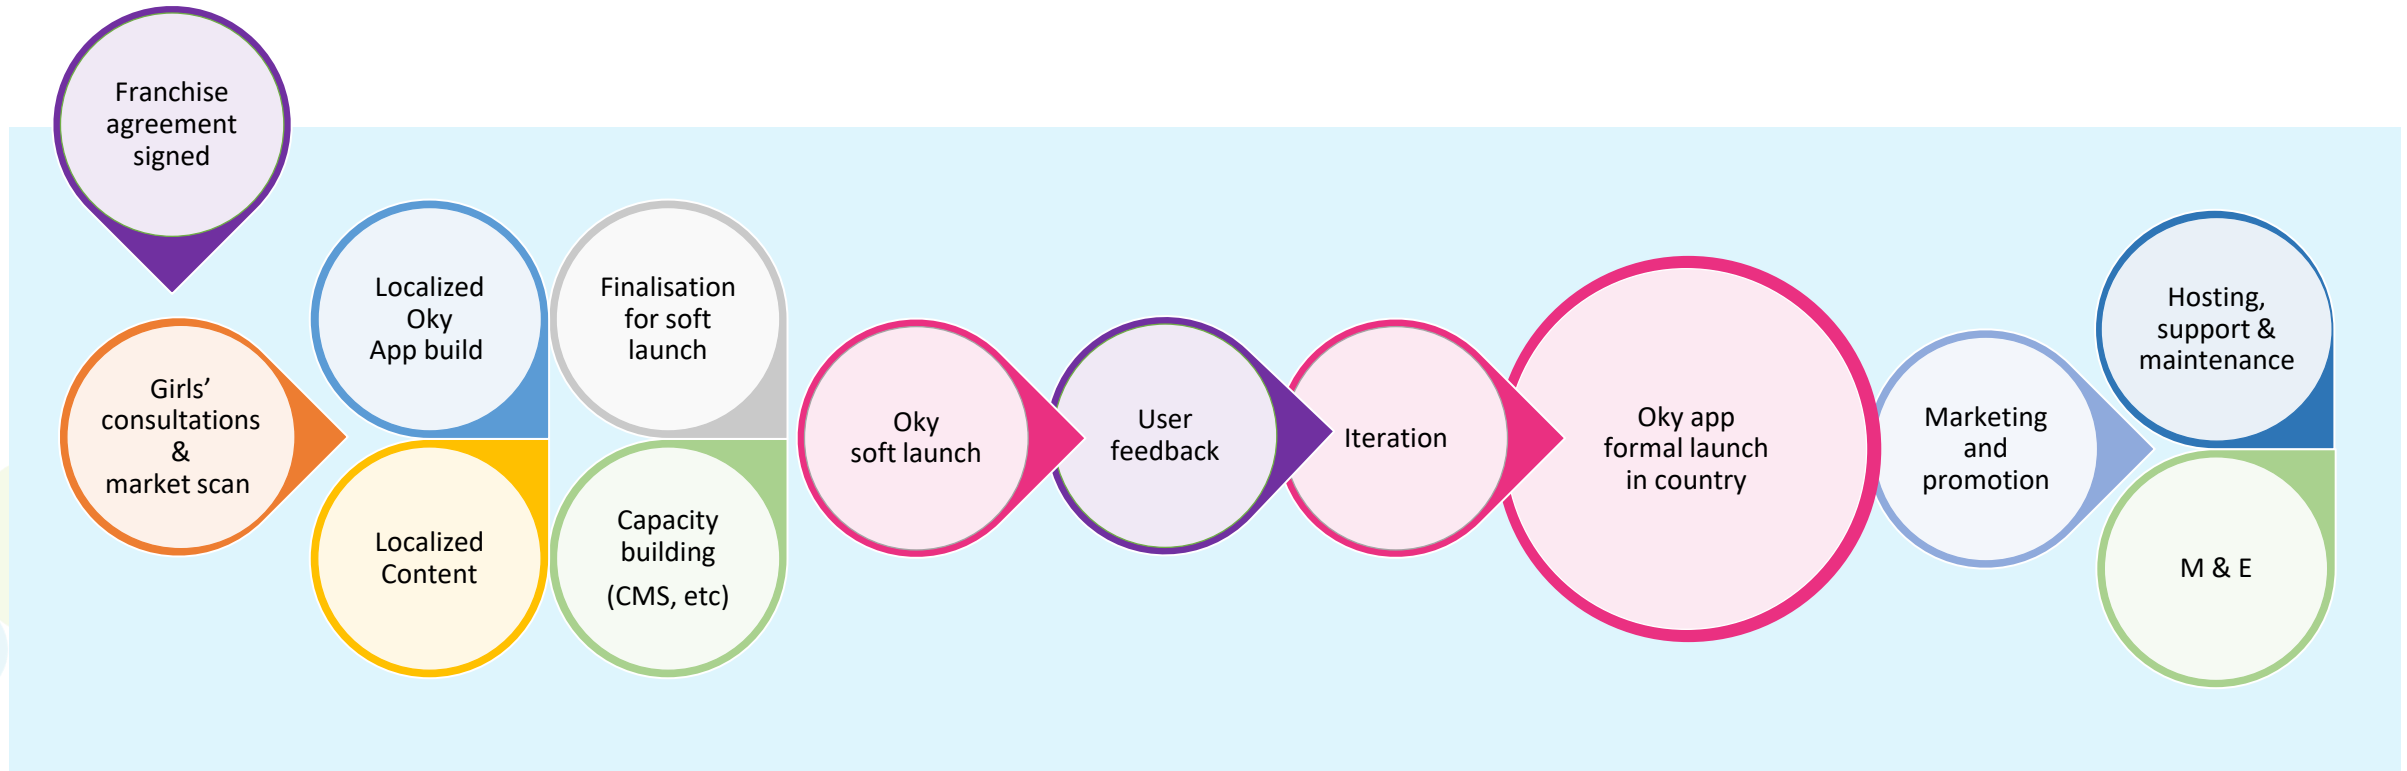 Franchise
agreement
signed
Girls’
consultations
&
market scan
Localized
Oky
App build
Localized
Content
Finalisation
for soft
launch
Capacity
building
(CMS, etc)
Oky
soft launch
User
feedback
Iteration
Oky app
formal launch
in country
Marketing
and
promotion
Hosting,
support &
maintenance
M & E